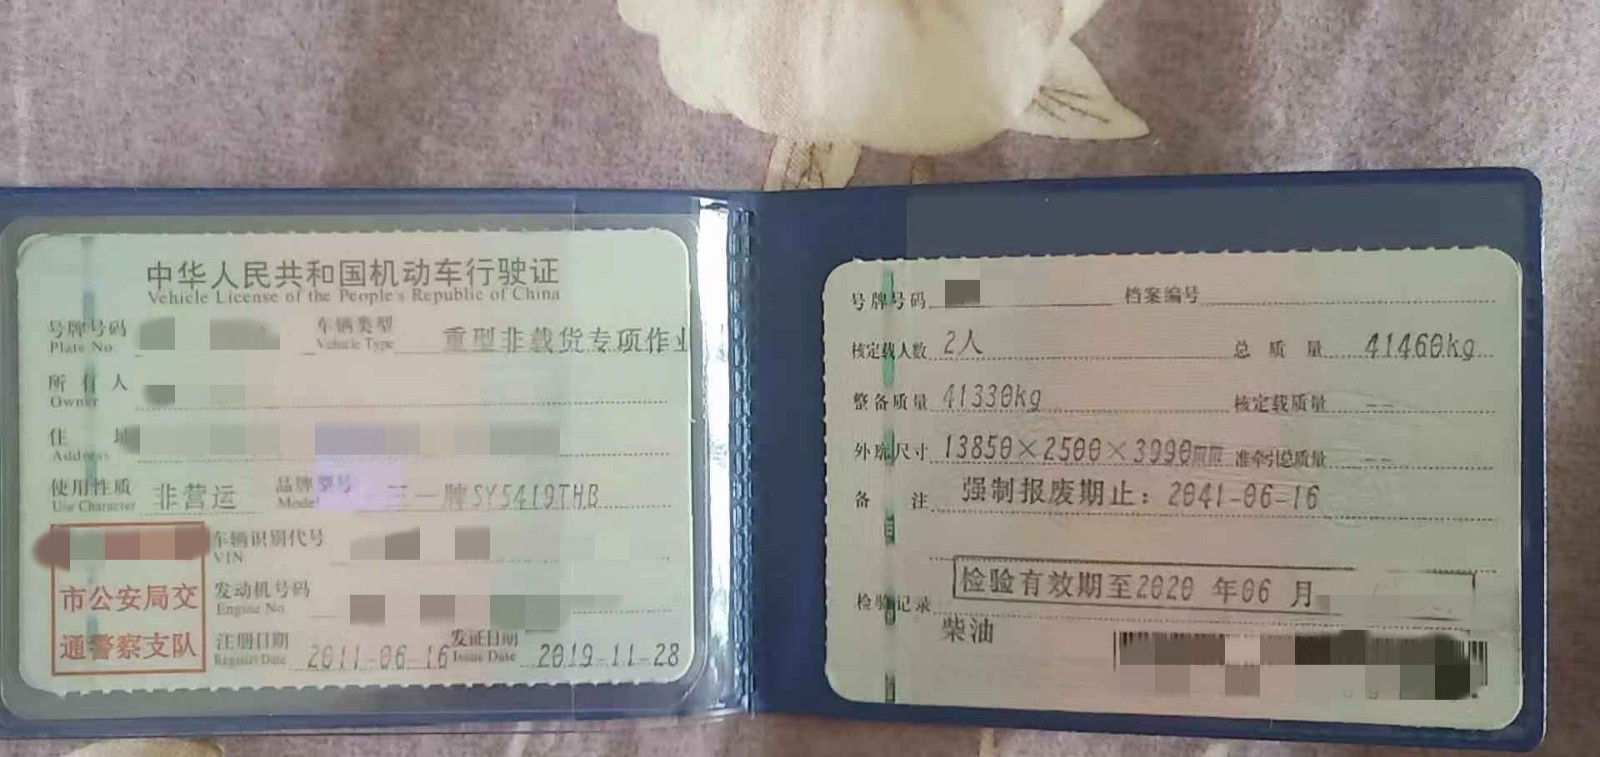 中华人民共和国机动车行驶证
Vehicle License of the People's Republic of China
号牌号码
Plate No.
车辆类型
Vehicle Type
重型非载货专项作业
所有人
Owner
住
Address
使用性质
Use Character
非营运
品牌型号
Model
三一牌SY5419THB
车辆识别代号
VIN
市公安局交
通警察支队
发动机号码
Engine No.
注册日期
Register Date
2011-06-16
发证日期
Issue Date
2019-11-28
号牌号码
档案编号
核定载人数
2人
总质量
41460kg
整备质量
41330kg
核定载质量
--
外廓尺寸
13850×2500×3990mm
准牵引总质量
--
备注
强制报废期止：2041-06-16
检验有效期至2020年06月
检验记录
柴油